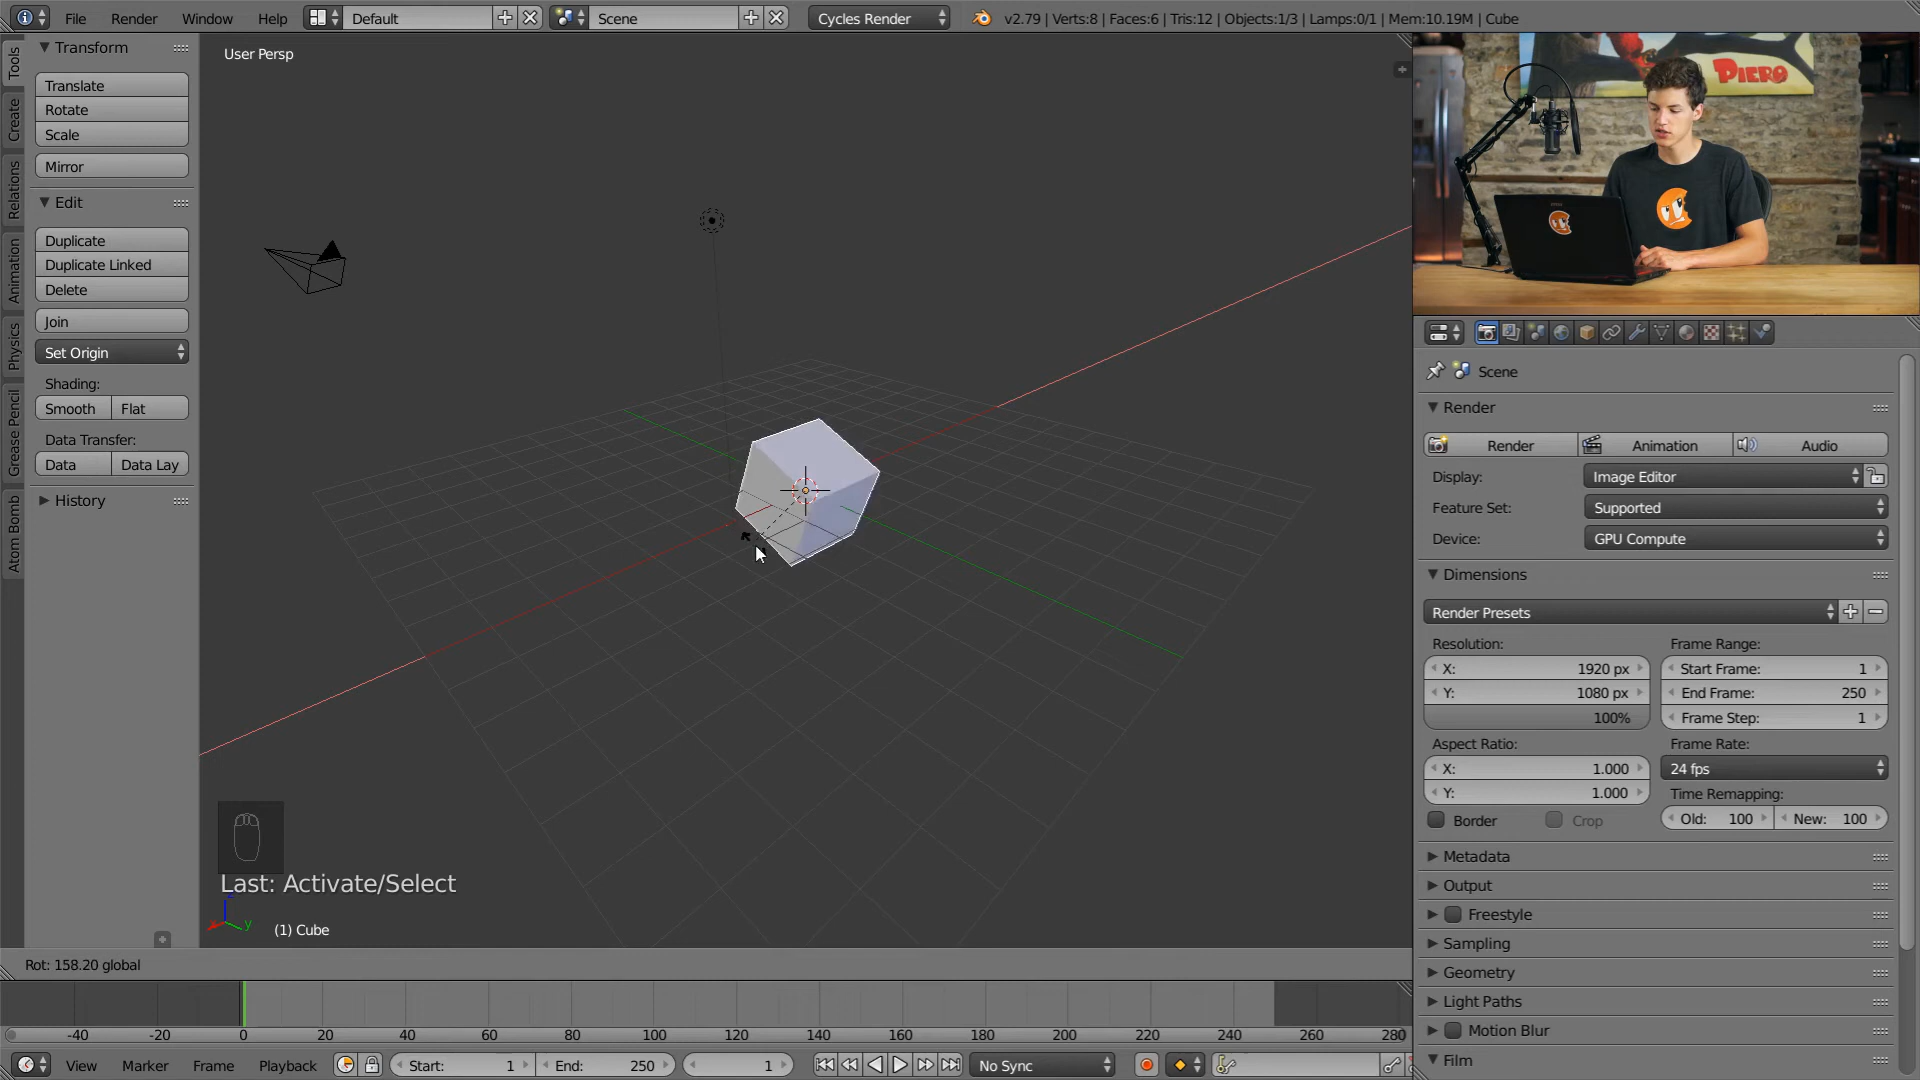 File Render Window Help Default Scene Cycles Render v2.79 | Verts:8 | Faces:6 | Tris:12 | Objects:1/3 | Lamps:0/1 | Mem:10.19M | Cube
Tools
Create
Relations
Animation
Physics
Grease Pencil
Atom Bomb
Transform
Translate
Rotate
Scale
Mirror
Edit
Duplicate
Duplicate Linked
Delete
Join
Set Origin
Shading:
Smooth Flat
Data Transfer:
Data Data Lay
History
User Persp
Last: Activate/Select
z
x y
(1) Cube
Rot: 158.20 global
PIERO
Scene
Render
Render Animation Audio
Display: Image Editor
Feature Set: Supported
Device: GPU Compute
Dimensions
Render Presets
Resolution: Frame Range:
X: 1920 px Start Frame: 1
Y: 1080 px End Frame: 250
100% Frame Step: 1
Aspect Ratio: Frame Rate:
X: 1.000 24 fps
Y: 1.000 Time Remapping:
Border Crop Old: 100 New: 100
Metadata
Output
Freestyle
Sampling
Geometry
Light Paths
Motion Blur
Film
-40 -20 0 20 40 60 80 100 120 140 160 180 200 220 240 260 280
View Marker Frame Playback Start: 1 End: 250 1 No Sync